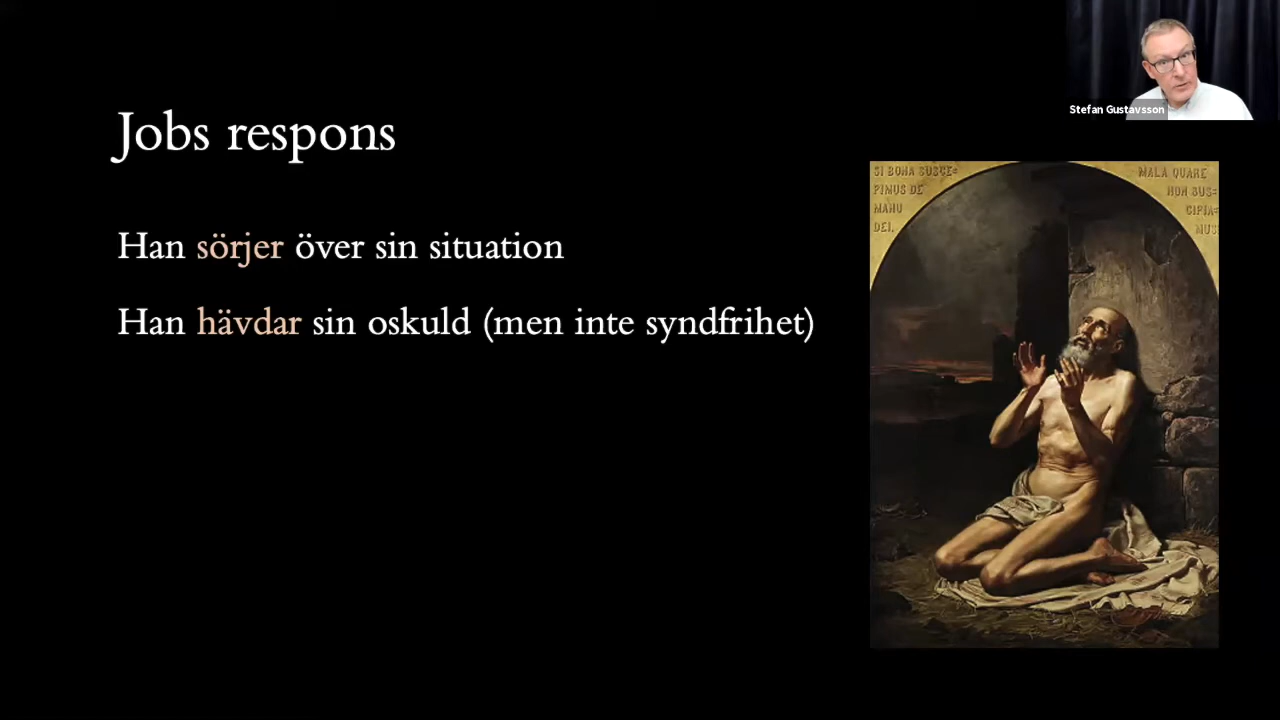 Stefan Gustavsson
Jobs respons
Han sörjer över sin situation
Han hävdar sin oskuld (men inte syndfrihet)
SI BONA SUSCE=
PINUS DE
MANU
DEI,
MALA QUARE
NON SUS=
CIPIA=
MUS